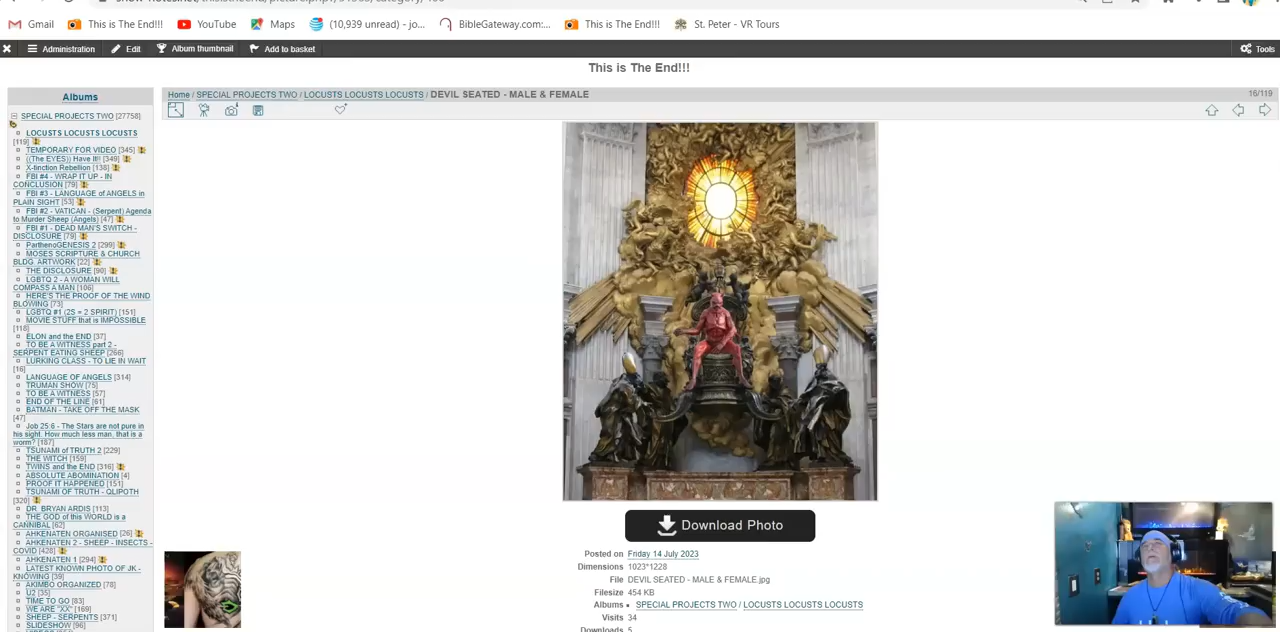 Gmail This is The End!!! YouTube Maps (10,939 unread) - jo... BibleGateway.com:... This is The End!!! St. Peter - VR Tours
Administration Edit Album thumbnail Add to basket Tools
This is The End!!!
Albums
Home / SPECIAL PROJECTS TWO / LOCUSTS LOCUSTS LOCUSTS / DEVIL SEATED - MALE & FEMALE 16/119
SPECIAL PROJECTS TWO [27758]
LOCUSTS LOCUSTS LOCUSTS
[119]
TEMPORARY FOR VIDEO [345]
((The EYES)) Have It!! [349]
X-tinction Rebellion [138]
FBI #4 - WRAP IT UP - IN
CONCLUSION [79]
FBI #3 - LANGUAGE of ANGELS in
PLAIN SIGHT [53]
FBI #2 - VATICAN - (Serpent) Agenda
to Murder Sheep (Angels) [47]
FBI #1 - DEAD MAN'S SWITCH -
DISCLOSURE [79]
ParthenoGENESIS 2 [299]
MOSES SCRIPTURE & CHURCH
BLDG. ARTWORK [22]
THE DISCLOSURE [90]
LGBTQ 2 - A WOMAN WILL
COMPASS A MAN [106]
HERE'S THE PROOF OF THE WIND
BLOWING [73]
LGBTQ #1 (2S = 2 SPIRIT) [151]
MOVIE STUFF that is IMPOSSIBLE
[118]
ELON and the END [37]
TO BE A WITNESS part 2 -
SERPENT EATING SHEEP [266]
LURKING CLASS - TO LIE IN WAIT
[16]
LANGUAGE OF ANGELS [314]
TRUMAN SHOW [75]
TO BE A WITNESS [57]
END OF THE LINE [61]
BATMAN - TAKE OFF THE MASK
[47]
Job 25:6 - The Stars are not pure in
his sight. How much less man, that is a
worm? [187]
TSUNAMI of TRUTH 2 [229]
THE WITCH [159]
TWINS and the END [316]
ABSOLUTE ABOMINATION [4]
PROOF IT HAPPENED [151]
TSUNAMI OF TRUTH - QLIPOTH
[320]
DR. BRYAN ARDIS [113]
THE GOD of this WORLD is a
CANNIBAL [62]
AHKENATEN ORGANISED [26]
AHKENATEN 2 - SHEEP - INSECTS -
COVID [428]
AHKENATEN 1 [294]
LATEST KNOWN PHOTO OF JK -
KNOWING [39]
AKIMBO ORGANIZED [78]
U2 [35]
TIME TO GO [83]
WE ARE "XX" [169]
SHEEP - SERPENTS [371]
SLIDESHOW [96]
Download Photo
Posted on Friday 14 July 2023
Dimensions 1023*1228
File DEVIL SEATED - MALE & FEMALE.jpg
Filesize 454 KB
Albums SPECIAL PROJECTS TWO / LOCUSTS LOCUSTS LOCUSTS
Visits 34
Downloads 5